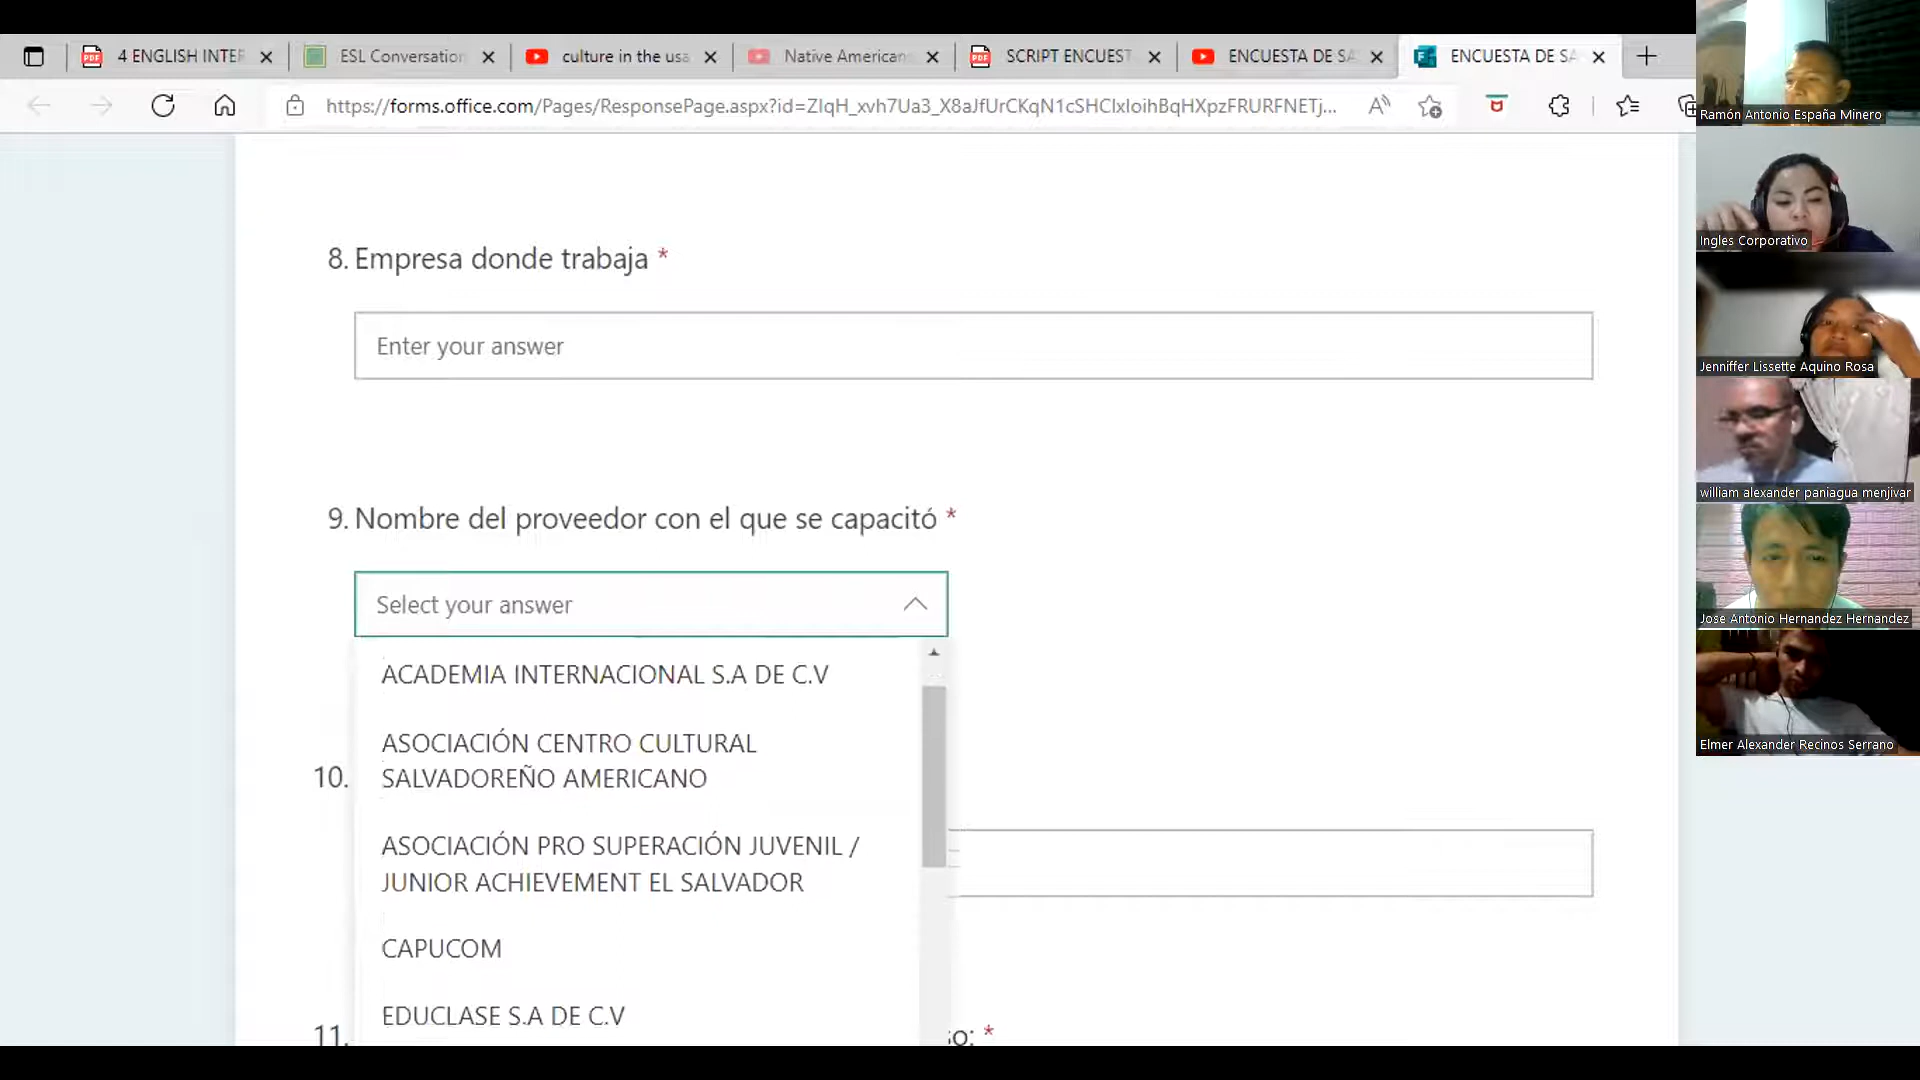 4 ENGLISH INTER
ESL Conversation
culture in the usa
Native American
SCRIPT ENCUEST
ENCUESTA DE SA
ENCUESTA DE SA
https://forms.office.com/Pages/ResponsePage.aspx?id=ZIqH_xvh7Ua3_X8aJfUrCKqN1cSHCIxIoihBqHXpzFRURFNETj...
8. Empresa donde trabaja *
Enter your answer
9. Nombre del proveedor con el que se capacitó *
Select your answer
ACADEMIA INTERNACIONAL S.A DE C.V
ASOCIACIÓN CENTRO CULTURAL
SALVADOREÑO AMERICANO
10.
ASOCIACIÓN PRO SUPERACIÓN JUVENIL /
JUNIOR ACHIEVEMENT EL SALVADOR
CAPUCOM
EDUCLASE S.A DE C.V
11.
so: *
Ramón Antonio España Minero
Ingles Corporativo
Jenniffer Lissette Aquino Rosa
william alexander paniagua menjivar
Jose Antonio Hernandez Hernandez
Elmer Alexander Recinos Serrano